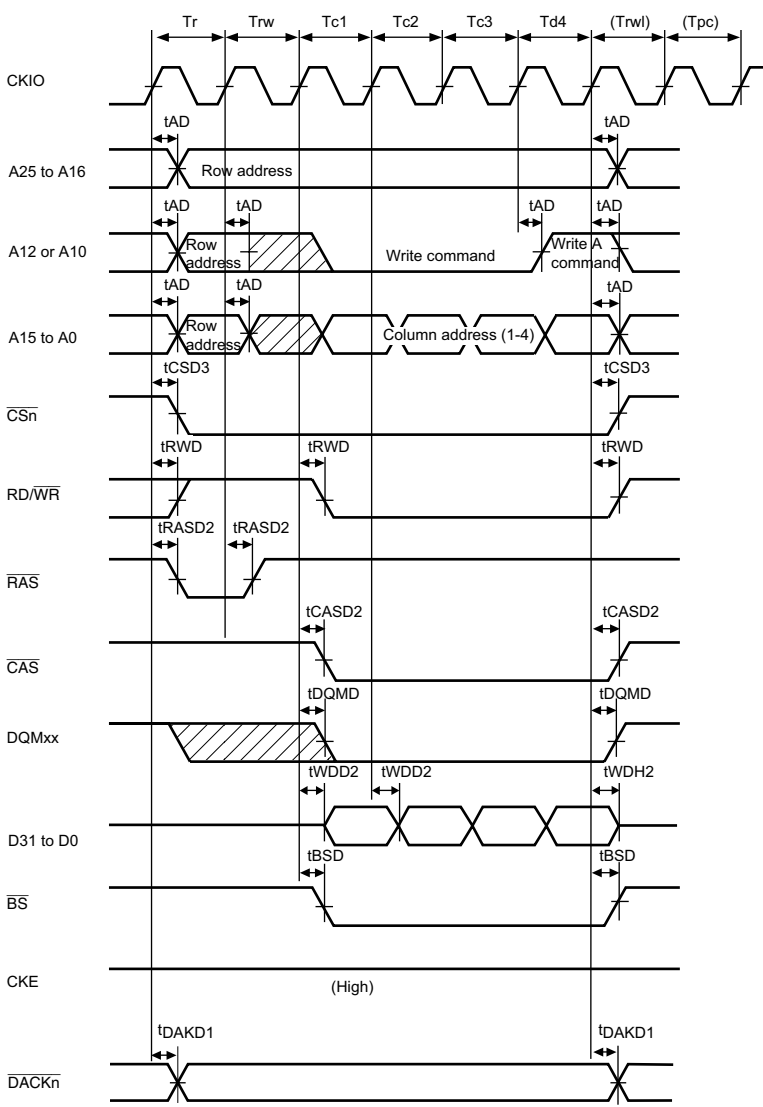 Tr Trw Tc1 Tc2 Tc3 Td4 (Trwl) (Tpc)
CKIO
tAD tAD
A25 to A16 Row address
tAD tAD tAD tAD
A12 or A10 Row address Write command Write A command
tAD tAD tAD
A15 to A0 Row address Column address (1-4)
tCSD3 tCSD3
CSn
tRWD tRWD tRWD
RD/WR
tRASD2 tRASD2
RAS
tCASD2 tCASD2
CAS
tDQMD tDQMD
DQMxx
tWDD2 tWDD2 tWDH2
D31 to D0
tBSD tBSD
BS
CKE (High)
tDAKD1 tDAKD1
DACKn